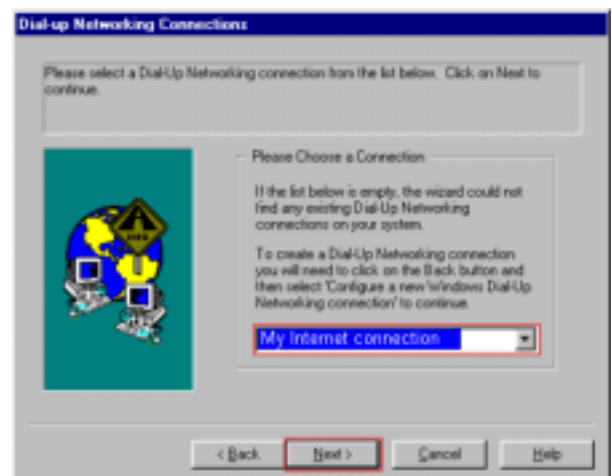 Dial-up Networking Connections
Please select a Dial-Up Networking connection from the list below. Click on Next to
continue.
Please Choose a Connection
If the list below is empty, the wizard could not
find any existing Dial-Up Networking
connections on your system.
To create a Dial-Up Networking connection
you will need to click on the Back button and
then select 'Configure a new Windows Dial-Up
Networking connection' to continue.
My Internet connection
< Back
Next >
Cancel
Help